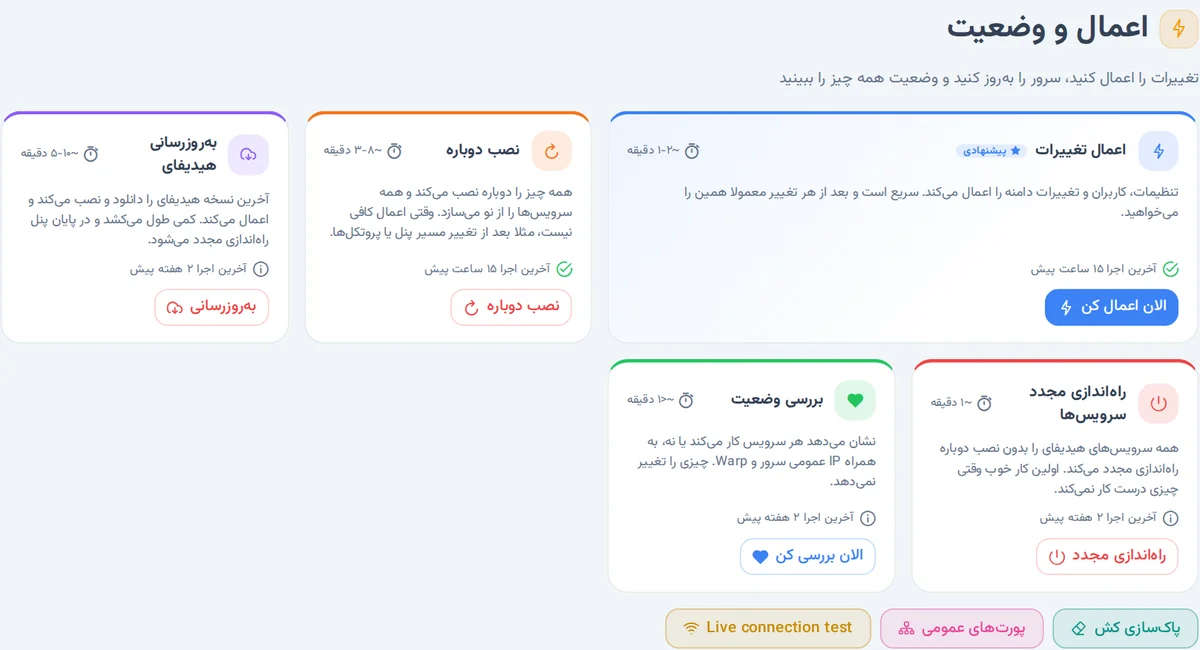 اعمال و وضعیت
تغییرات را اعمال کنید، سرور را به‌روز کنید و وضعیت همه چیز را ببینید
اعمال تغییرات
پیشنهادی
~۱-۲ دقیقه
تنظیمات، کاربران و تغییرات دامنه را اعمال می‌کند. سریع است و بعد از هر تغییر معمولا همین را
می‌خواهید.
آخرین اجرا ۱۵ ساعت پیش
الان اعمال کن
نصب دوباره
~۳-۸ دقیقه
همه چیز را دوباره نصب می‌کند و همه
سرویس‌ها را از نو می‌سازد. وقتی اعمال کافی
نیست، مثلا بعد از تغییر مسیر پنل یا پروتکل‌ها.
آخرین اجرا ۱۵ ساعت پیش
نصب دوباره
به‌روزرسانی
هیدیفای
~۵-۱۰ دقیقه
آخرین نسخه هیدیفای را دانلود و نصب می‌کند و
اعمال می‌کند. کمی طول می‌کشد و در پایان پنل
راه‌اندازی مجدد می‌شود.
آخرین اجرا ۲ هفته پیش
به‌روزرسانی
راه‌اندازی مجدد
سرویس‌ها
~۱ دقیقه
همه سرویس‌های هیدیفای را بدون نصب دوباره
راه‌اندازی مجدد می‌کند. اولین کار خوب وقتی
چیزی درست کار نمی‌کند.
آخرین اجرا ۲ هفته پیش
راه‌اندازی مجدد
بررسی وضعیت
~<۱ دقیقه
نشان می‌دهد هر سرویس کار می‌کند یا نه، به
همراه IP عمومی سرور و Warp. چیزی را تغییر
نمی‌دهد.
آخرین اجرا ۲ هفته پیش
الان بررسی کن
پاک‌سازی کش
پورت‌های عمومی
Live connection test